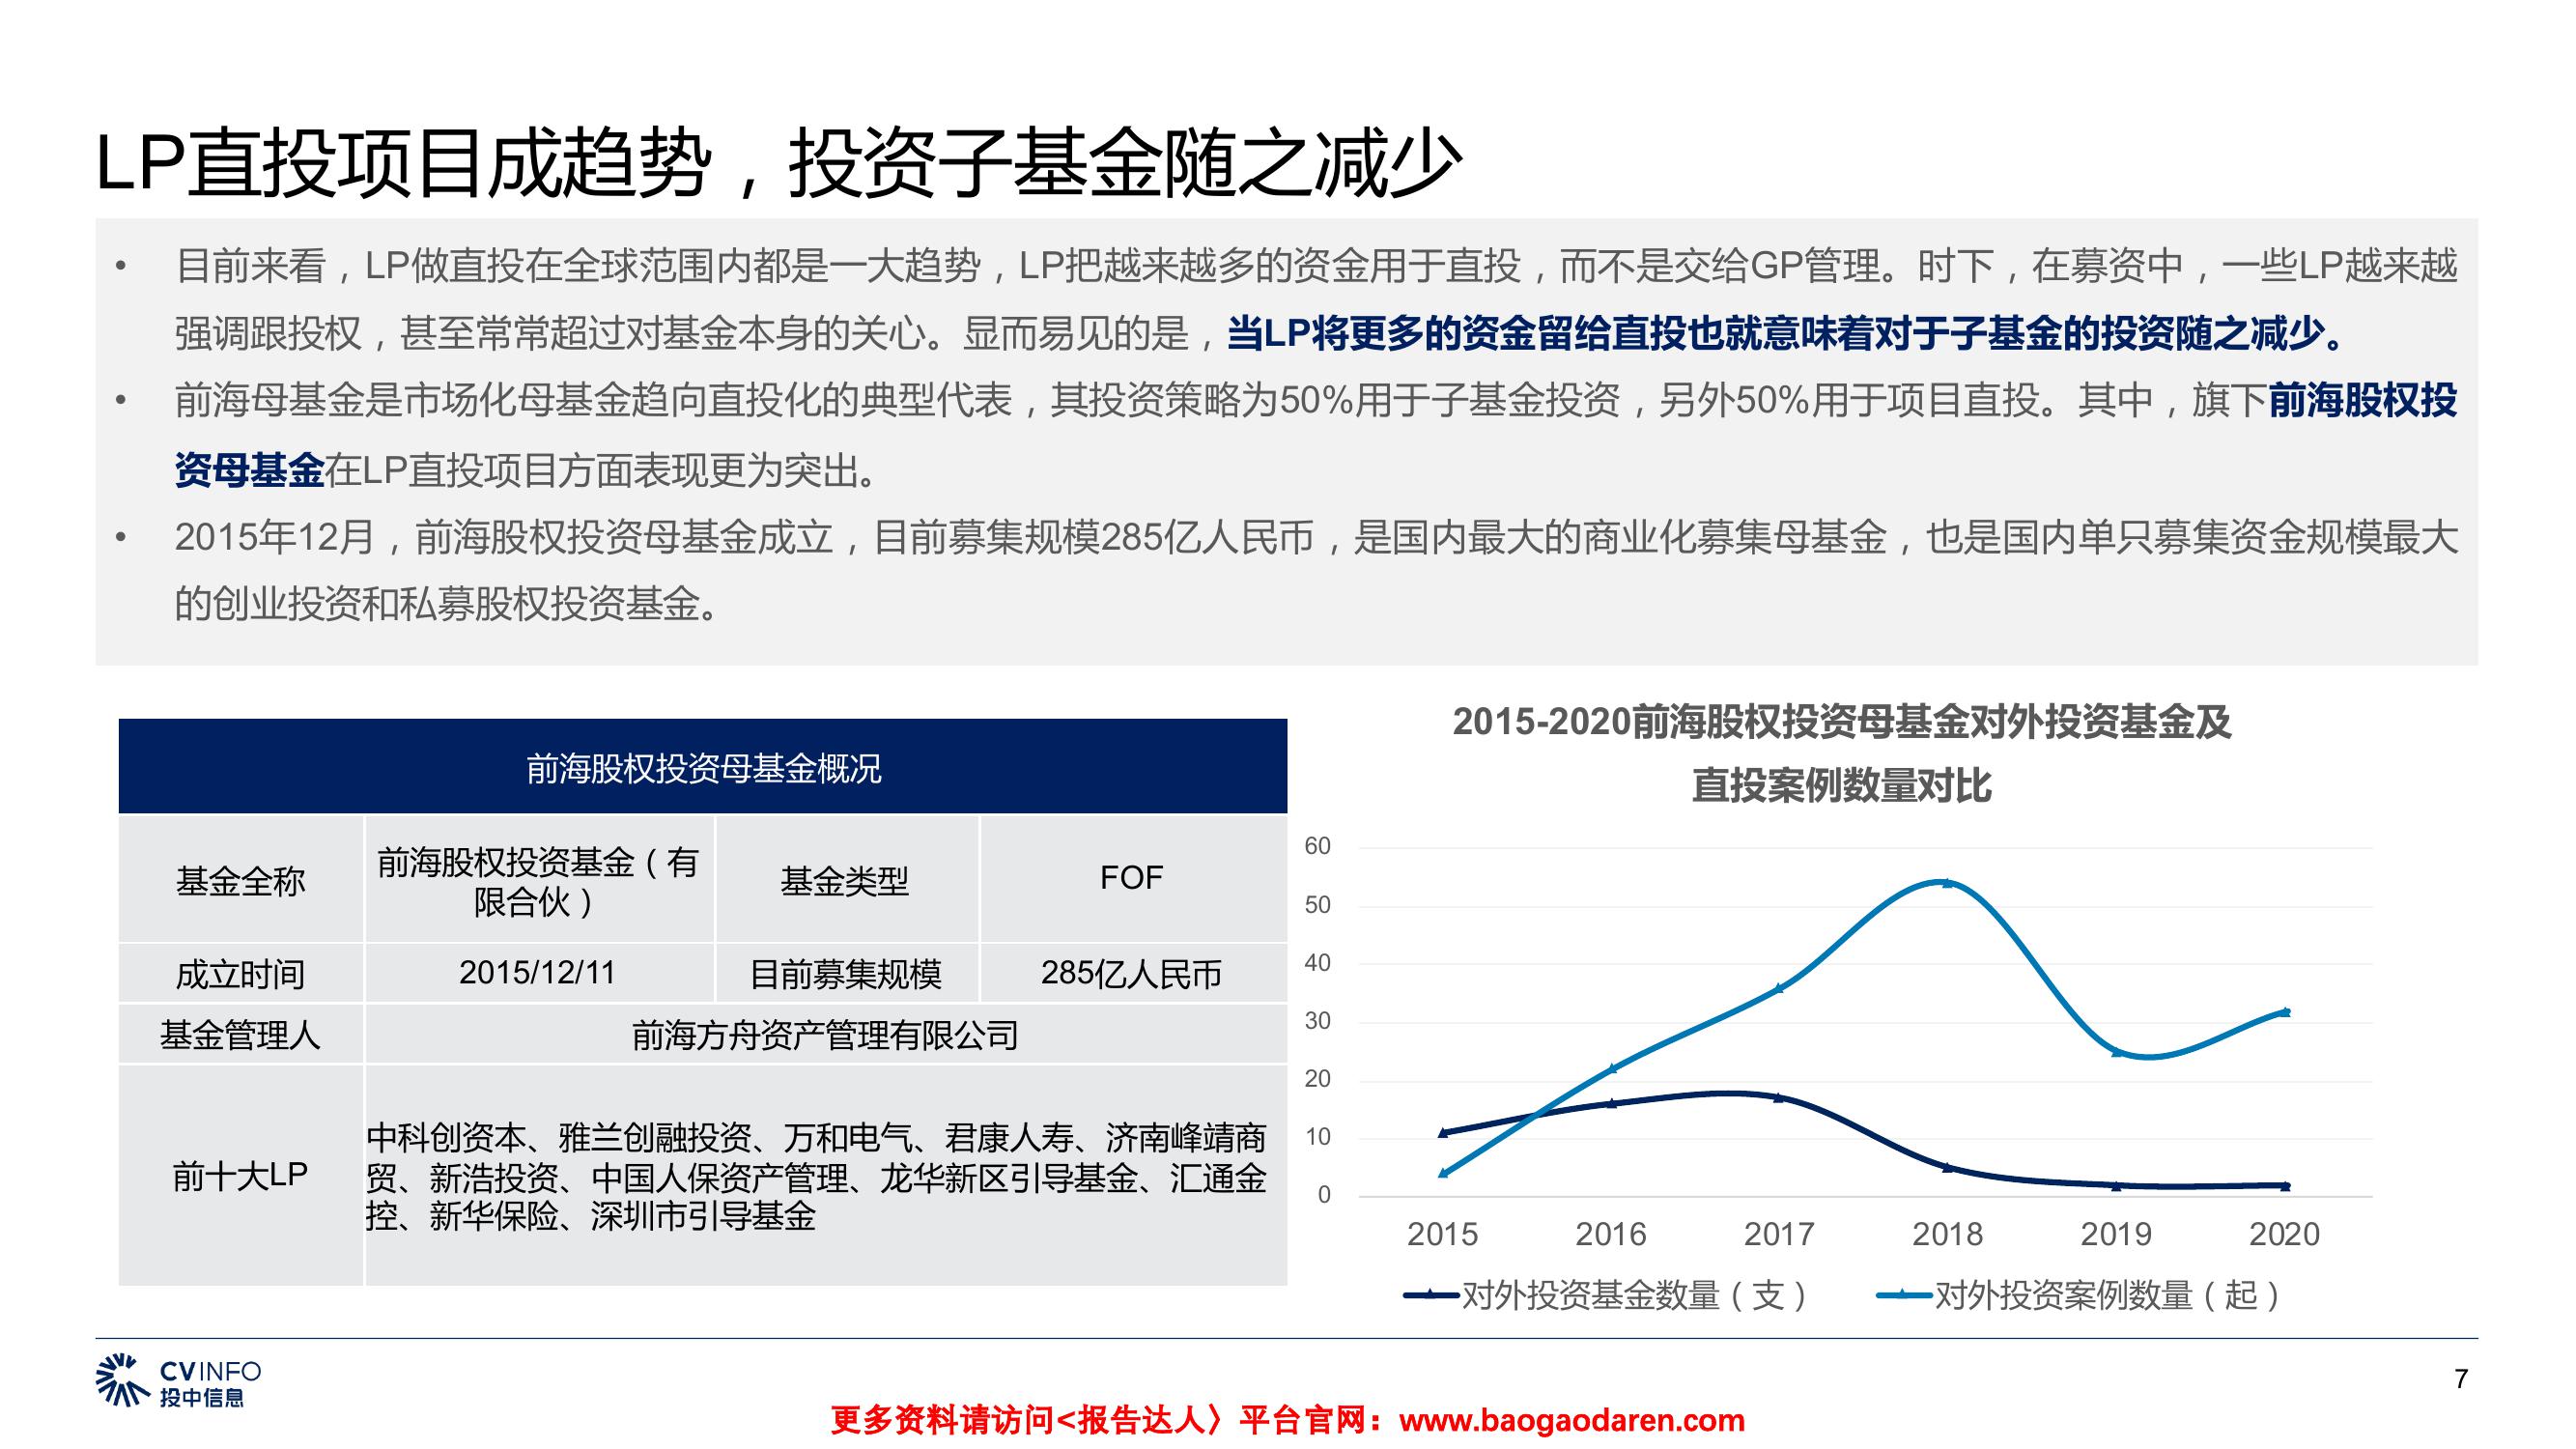 LP直投项目成趋势，投资子基金随之减少
• 目前来看，LP做直投在全球范围内都是一大趋势，LP把越来越多的资金用于直投，而不是交给GP管理。时下，在募资中，一些LP越来越
强调跟投权，甚至常常超过对基金本身的关心。显而易见的是，当LP将更多的资金留给直投也就意味着对于子基金的投资随之减少。
• 前海母基金是市场化母基金趋向直投化的典型代表，其投资策略为50%用于子基金投资，另外50%用于项目直投。其中，旗下前海股权投
资母基金在LP直投项目方面表现更为突出。
• 2015年12月，前海股权投资母基金成立，目前募集规模285亿人民币，是国内最大的商业化募集母基金，也是国内单只募集资金规模最大
的创业投资和私募股权投资基金。
前海股权投资母基金概况
基金全称
前海股权投资基金（有
限合伙）
基金类型
FOF
成立时间
2015/12/11
目前募集规模
285亿人民币
基金管理人
前海方舟资产管理有限公司
前十大LP
中科创资本、雅兰创融投资、万和电气、君康人寿、济南峰靖商
贸、新浩投资、中国人保资产管理、龙华新区引导基金、汇通金
控、新华保险、深圳市引导基金
2015-2020前海股权投资母基金对外投资基金及
直投案例数量对比
60
50
40
30
20
10
0
2015 2016 2017 2018 2019 2020
对外投资基金数量（支） 对外投资案例数量（起）
CVINFO
投中信息
7
更多资料请访问<报告达人〉平台官网：www.baogaodaren.com